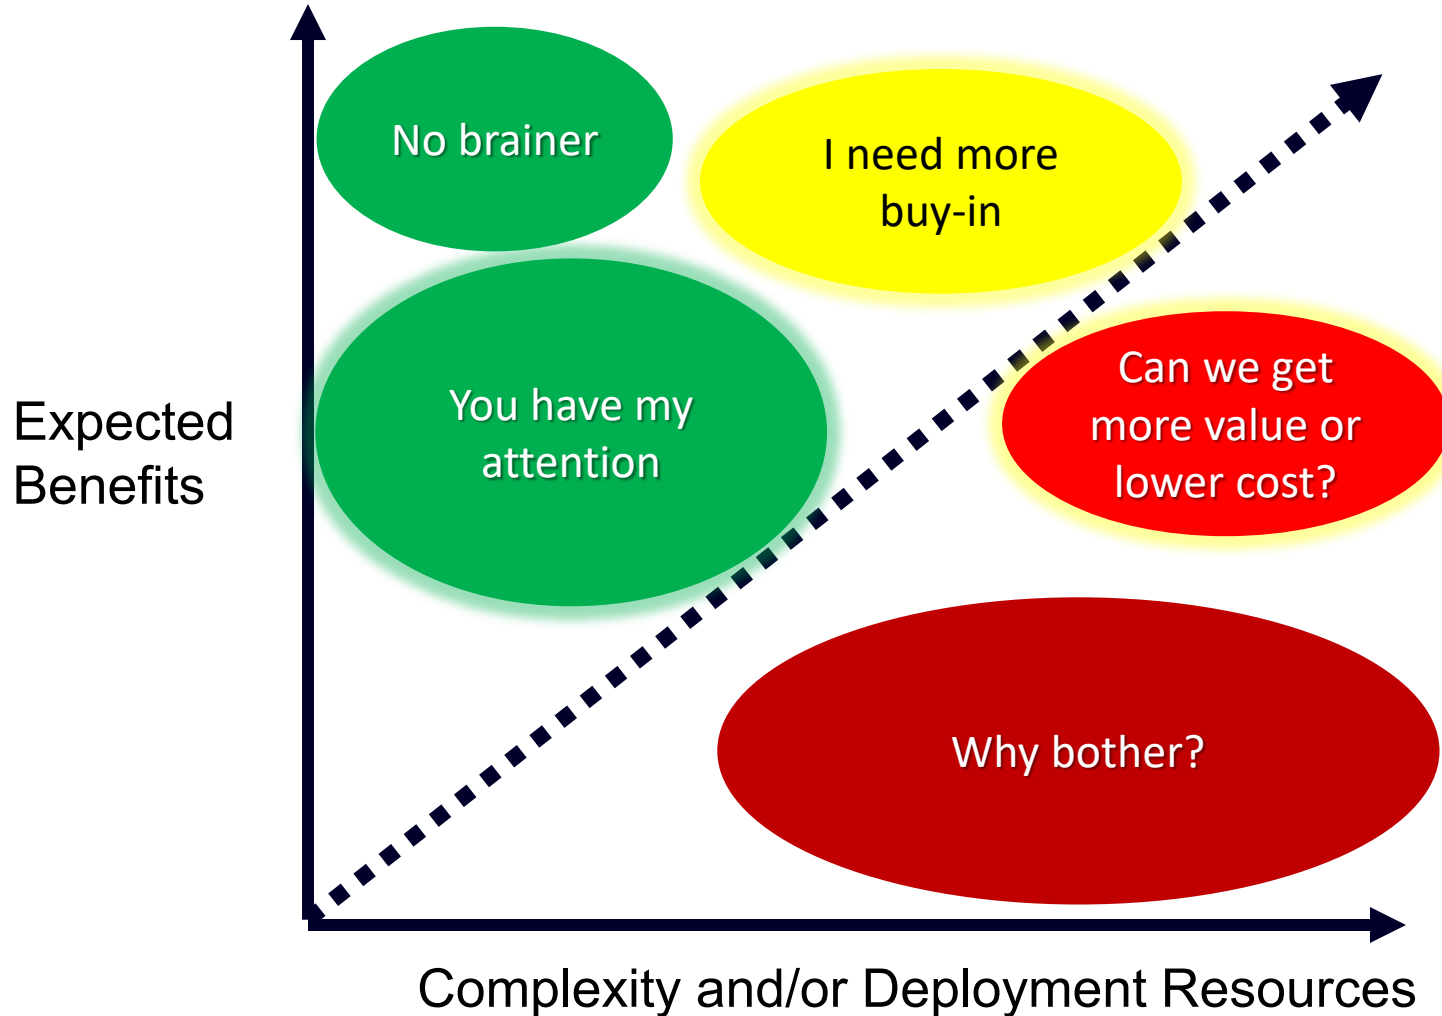 No brainer
I need more
buy-in
You have my
attention
Can we get
more value or
lower cost?
Expected
Benefits
Why bother?
Complexity and/or Deployment Resources